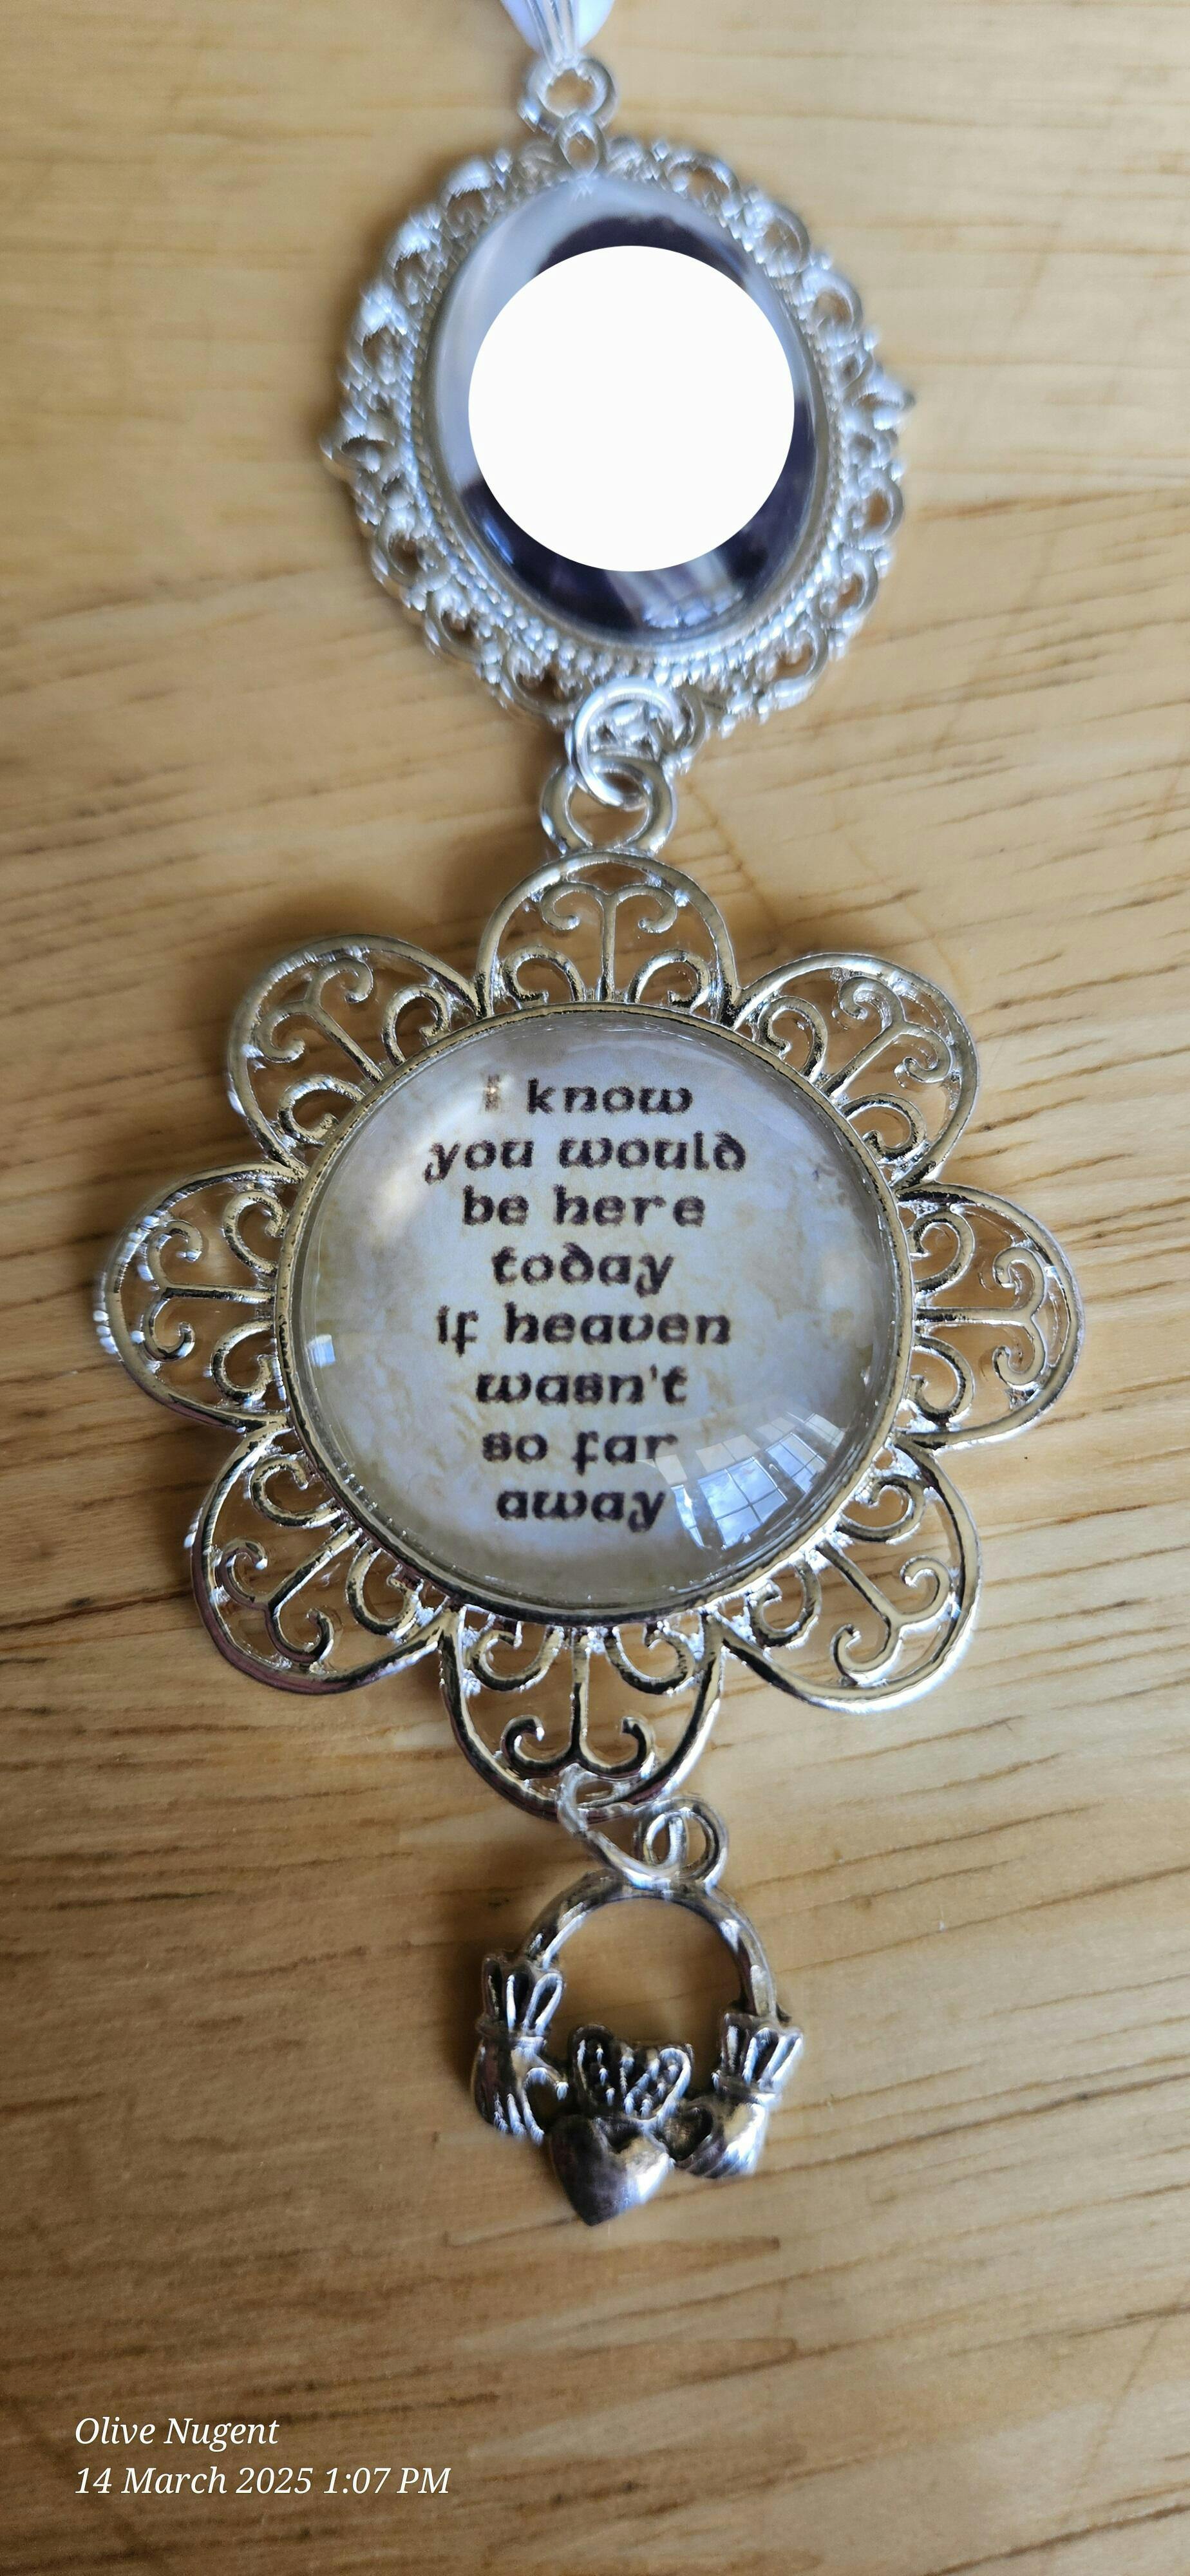 I know
you would
be here
today
if heaven
wasn't
so far
away
Olive Nugent
14 March 2025 1:07 PM